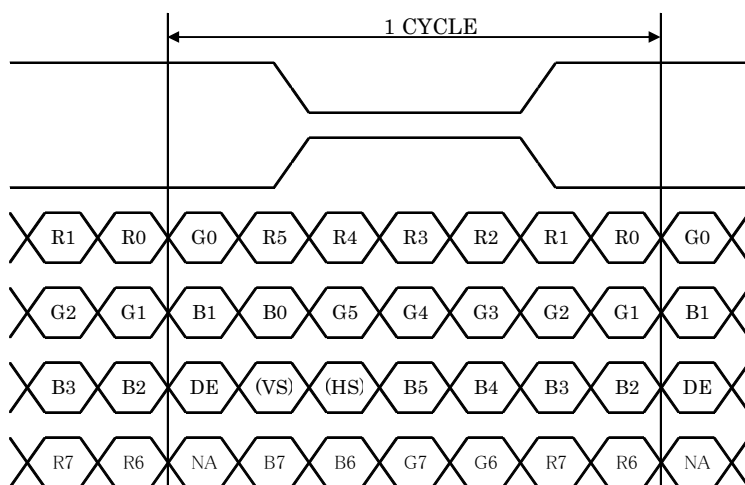 1 CYCLE
R1 R0 G0 R5 R4 R3 R2 R1 R0 G0
G2 G1 B1 B0 G5 G4 G3 G2 G1 B1
B3 B2 DE (VS) (HS) B5 B4 B3 B2 DE
R7 R6 NA B7 B6 G7 G6 R7 R6 NA